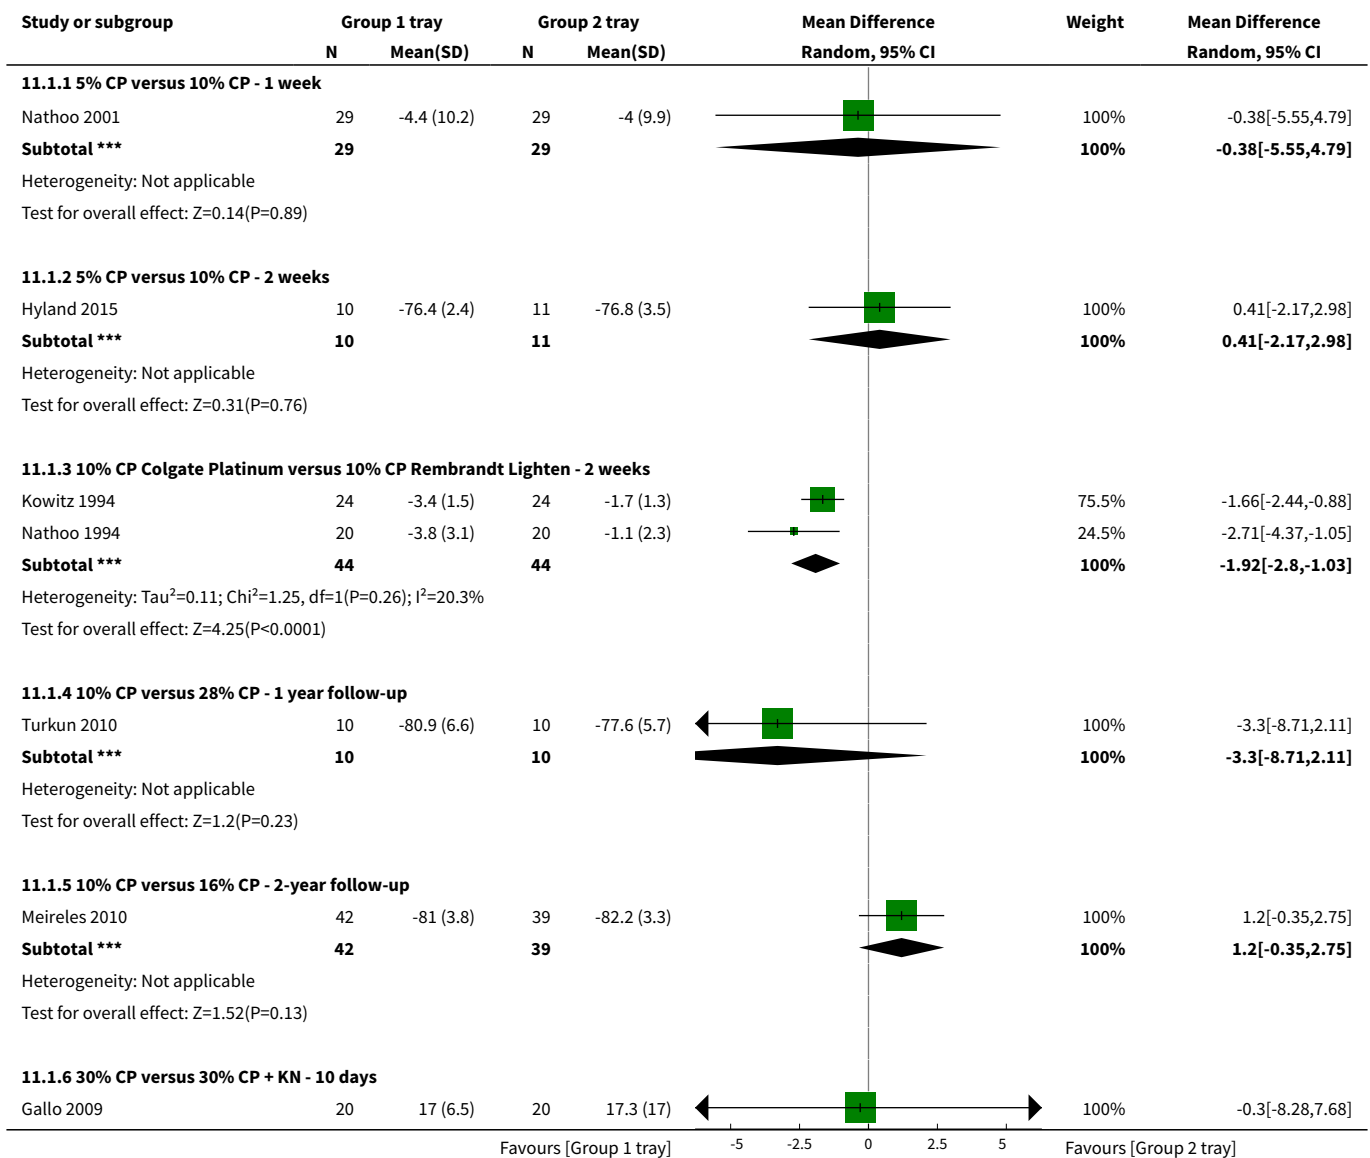 Study or subgroup Group 1 tray Group 2 tray Mean Difference Weight Mean Difference
N Mean(SD) N Mean(SD) Random, 95% CI Random, 95% CI
11.1.1 5% CP versus 10% CP - 1 week
Nathoo 2001 29 -4.4 (10.2) 29 -4 (9.9) 100% -0.38[-5.55,4.79]
Subtotal *** 29 29 100% -0.38[-5.55,4.79]
Heterogeneity: Not applicable
Test for overall effect: Z=0.14(P=0.89)
11.1.2 5% CP versus 10% CP - 2 weeks
Hyland 2015 10 -76.4 (2.4) 11 -76.8 (3.5) 100% 0.41[-2.17,2.98]
Subtotal *** 10 11 100% 0.41[-2.17,2.98]
Heterogeneity: Not applicable
Test for overall effect: Z=0.31(P=0.76)
11.1.3 10% CP Colgate Platinum versus 10% CP Rembrandt Lighten - 2 weeks
Kowitz 1994 24 -3.4 (1.5) 24 -1.7 (1.3) 75.5% -1.66[-2.44,-0.88]
Nathoo 1994 20 -3.8 (3.1) 20 -1.1 (2.3) 24.5% -2.71[-4.37,-1.05]
Subtotal *** 44 44 100% -1.92[-2.8,-1.03]
Heterogeneity: Tau²=0.11; Chi²=1.25, df=1(P=0.26); I²=20.3%
Test for overall effect: Z=4.25(P<0.0001)
11.1.4 10% CP versus 28% CP - 1 year follow-up
Turkun 2010 10 -80.9 (6.6) 10 -77.6 (5.7) 100% -3.3[-8.71,2.11]
Subtotal *** 10 10 100% -3.3[-8.71,2.11]
Heterogeneity: Not applicable
Test for overall effect: Z=1.2(P=0.23)
11.1.5 10% CP versus 16% CP - 2-year follow-up
Meireles 2010 42 -81 (3.8) 39 -82.2 (3.3) 100% 1.2[-0.35,2.75]
Subtotal *** 42 39 100% 1.2[-0.35,2.75]
Heterogeneity: Not applicable
Test for overall effect: Z=1.52(P=0.13)
11.1.6 30% CP versus 30% CP + KN - 10 days
Gallo 2009 20 17 (6.5) 20 17.3 (17) 100% -0.3[-8.28,7.68]
Favours [Group 1 tray] -5 -2.5 0 2.5 5 Favours [Group 2 tray]